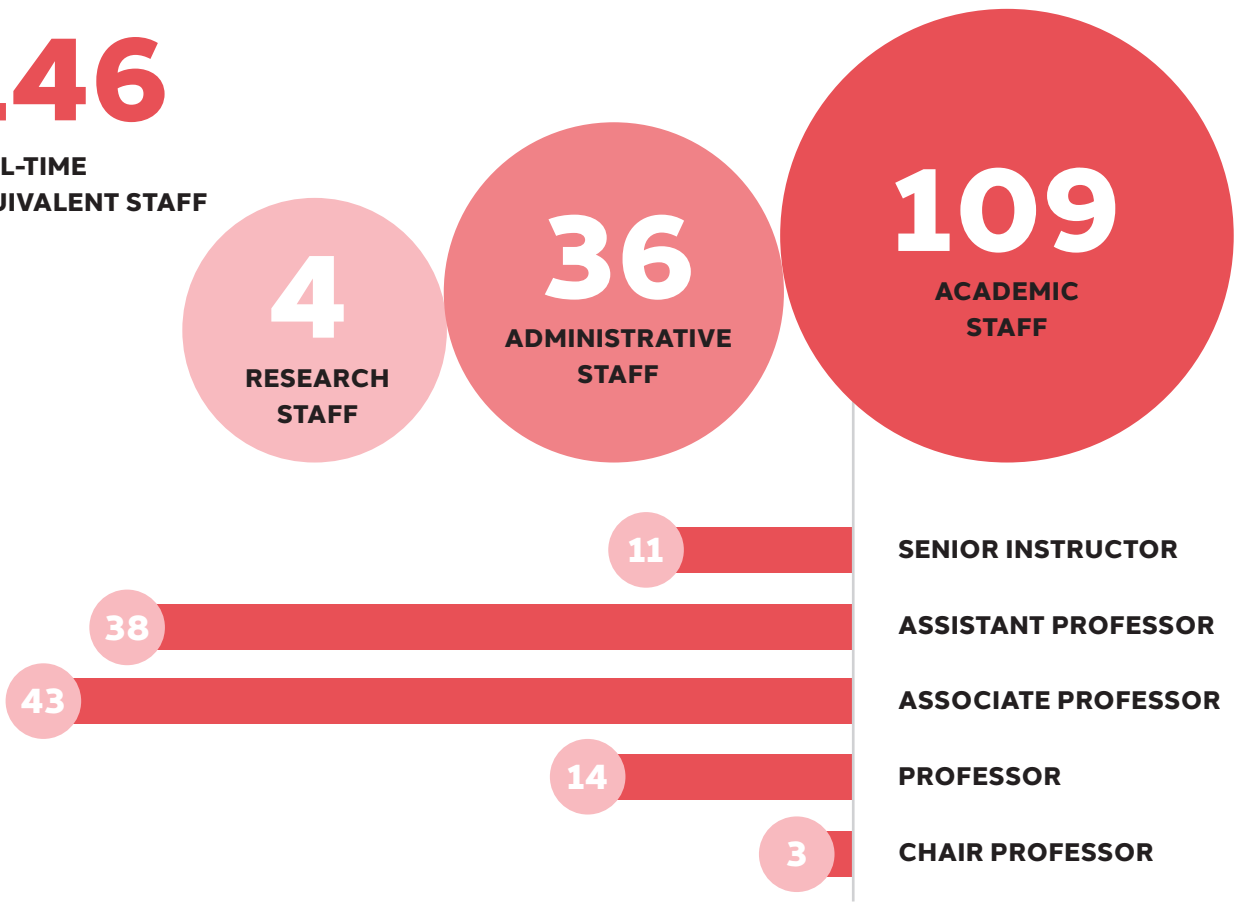 46
L-TIME
UIVALENT STAFF
4
RESEARCH
STAFF
36
ADMINISTRATIVE
STAFF
109
ACADEMIC
STAFF
11 SENIOR INSTRUCTOR
38 ASSISTANT PROFESSOR
43 ASSOCIATE PROFESSOR
14 PROFESSOR
3 CHAIR PROFESSOR